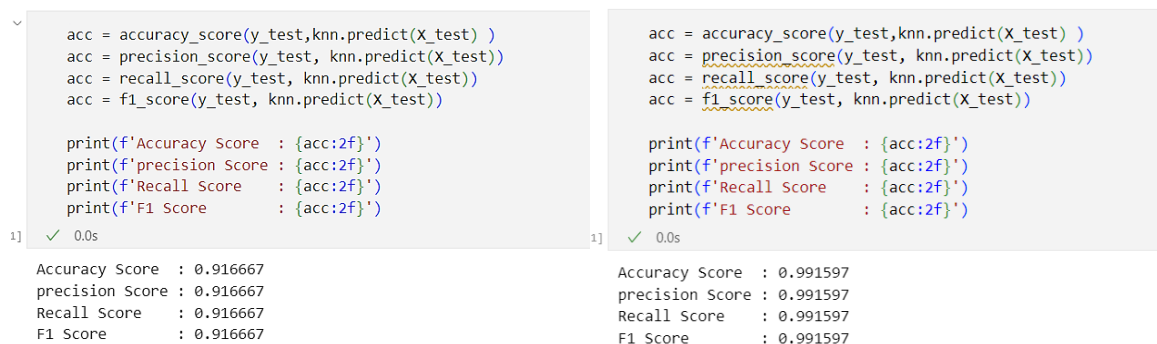 acc = accuracy_score(y_test,knn.predict(X_test) )
acc = precision_score(y_test, knn.predict(X_test))
acc = recall_score(y_test, knn.predict(X_test))
acc = f1_score(y_test, knn.predict(X_test))
print(f'Accuracy Score  : {acc:2f}')
print(f'precision Score : {acc:2f}')
print(f'Recall Score    : {acc:2f}')
print(f'F1 Score        : {acc:2f}')
1]
0.0s
Accuracy Score  : 0.916667
precision Score : 0.916667
Recall Score    : 0.916667
F1 Score        : 0.916667
acc = accuracy_score(y_test,knn.predict(X_test) )
acc = precision_score(y_test, knn.predict(X_test))
acc = recall_score(y_test, knn.predict(X_test))
acc = f1_score(y_test, knn.predict(X_test))
print(f'Accuracy Score  : {acc:2f}')
print(f'precision Score : {acc:2f}')
print(f'Recall Score    : {acc:2f}')
print(f'F1 Score        : {acc:2f}')
1]
0.0s
Accuracy Score  : 0.991597
precision Score : 0.991597
Recall Score    : 0.991597
F1 Score        : 0.991597